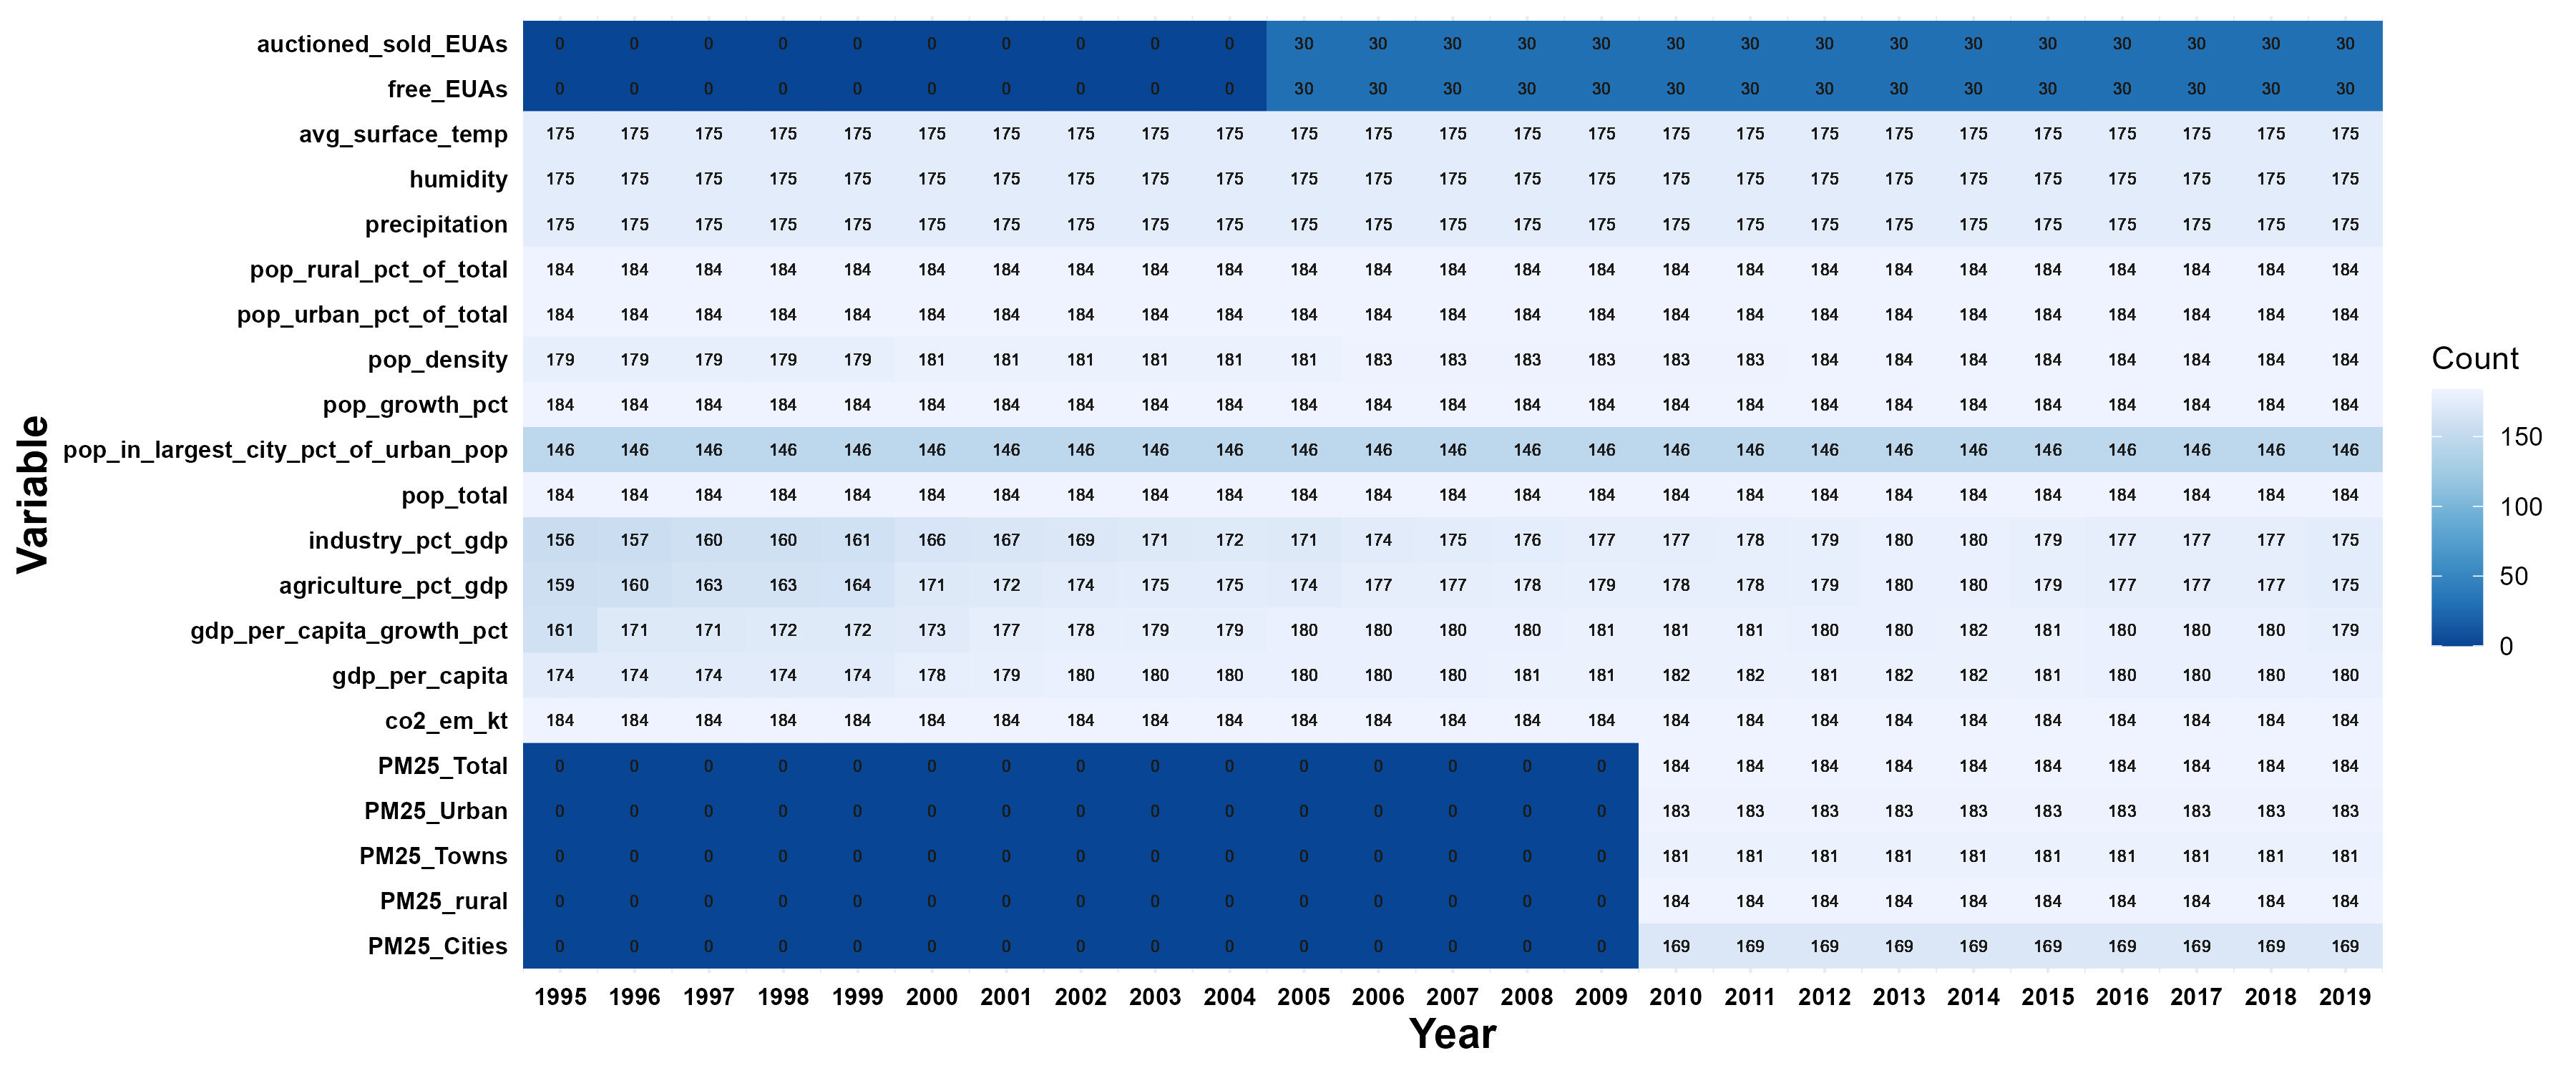 auctioned_sold_EUAs 0 0 0 0 0 0 0 0 0 0 30 30 30 30 30 30 30 30 30 30 30 30 30 30 30
free_EUAs 0 0 0 0 0 0 0 0 0 0 30 30 30 30 30 30 30 30 30 30 30 30 30 30 30
avg_surface_temp 175 175 175 175 175 175 175 175 175 175 175 175 175 175 175 175 175 175 175 175 175 175 175 175 175
humidity 175 175 175 175 175 175 175 175 175 175 175 175 175 175 175 175 175 175 175 175 175 175 175 175 175
precipitation 175 175 175 175 175 175 175 175 175 175 175 175 175 175 175 175 175 175 175 175 175 175 175 175 175
pop_rural_pct_of_total 184 184 184 184 184 184 184 184 184 184 184 184 184 184 184 184 184 184 184 184 184 184 184 184 184
pop_urban_pct_of_total 184 184 184 184 184 184 184 184 184 184 184 184 184 184 184 184 184 184 184 184 184 184 184 184 184
pop_density 179 179 179 179 179 181 181 181 181 181 181 183 183 183 183 183 183 184 184 184 184 184 184 184 184
pop_growth_pct 184 184 184 184 184 184 184 184 184 184 184 184 184 184 184 184 184 184 184 184 184 184 184 184 184
pop_in_largest_city_pct_of_urban_pop 146 146 146 146 146 146 146 146 146 146 146 146 146 146 146 146 146 146 146 146 146 146 146 146 146
pop_total 184 184 184 184 184 184 184 184 184 184 184 184 184 184 184 184 184 184 184 184 184 184 184 184 184
industry_pct_gdp 156 157 160 160 161 166 167 169 171 172 171 174 175 176 177 177 178 179 180 180 179 177 177 177 175
agriculture_pct_gdp 159 160 163 163 164 171 172 174 175 175 174 177 177 178 179 178 178 179 180 180 179 177 177 177 175
gdp_per_capita_growth_pct 161 171 171 172 172 173 177 178 179 179 180 180 180 180 181 181 181 180 180 182 181 180 180 180 179
gdp_per_capita 174 174 174 174 174 178 179 180 180 180 180 180 180 181 181 182 182 181 182 182 181 180 180 180 180
co2_em_kt 184 184 184 184 184 184 184 184 184 184 184 184 184 184 184 184 184 184 184 184 184 184 184 184 184
PM25_Total 0 0 0 0 0 0 0 0 0 0 0 0 0 0 0 184 184 184 184 184 184 184 184 184 184
PM25_Urban 0 0 0 0 0 0 0 0 0 0 0 0 0 0 0 183 183 183 183 183 183 183 183 183 183
PM25_Towns 0 0 0 0 0 0 0 0 0 0 0 0 0 0 0 181 181 181 181 181 181 181 181 181 181
PM25_rural 0 0 0 0 0 0 0 0 0 0 0 0 0 0 0 184 184 184 184 184 184 184 184 184 184
PM25_Cities 0 0 0 0 0 0 0 0 0 0 0 0 0 0 0 169 169 169 169 169 169 169 169 169 169
1995 1996 1997 1998 1999 2000 2001 2002 2003 2004 2005 2006 2007 2008 2009 2010 2011 2012 2013 2014 2015 2016 2017 2018 2019
Year
Variable
Count
150
100
50
0